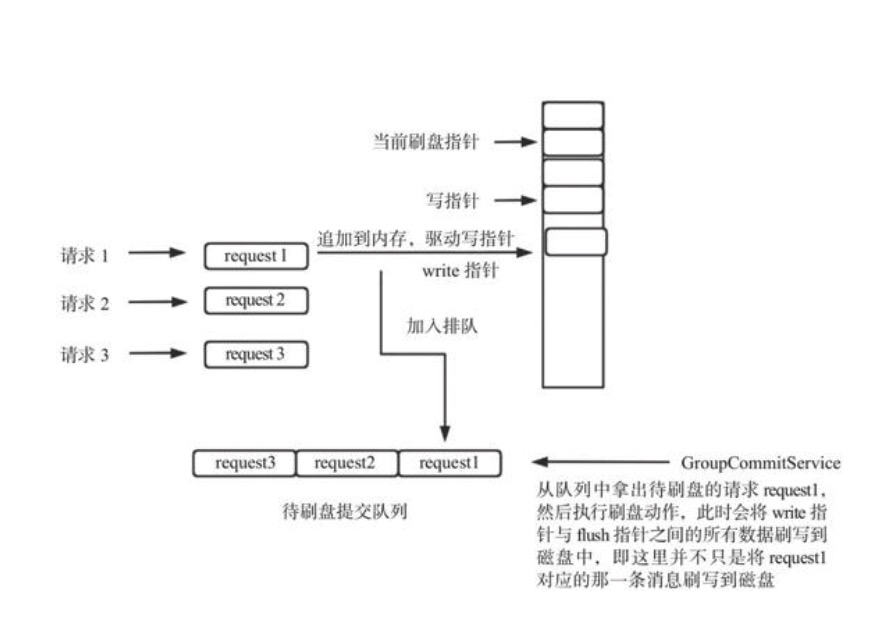 当前刷盘指针
写指针
追加到内存，驱动写指针
请求 1
request 1
write 指针
请求 2
request 2
加入排队
请求 3
request 3
request3
request2
request1
GroupCommitService
待刷盘提交队列
从队列中拿出待刷盘的请求 request1，
然后执行刷盘动作，此时会将 write 指
针与 flush 指针之间的所有数据刷写到
磁盘中，即这里并不只是将 request1
对应的那一条消息刷写到磁盘